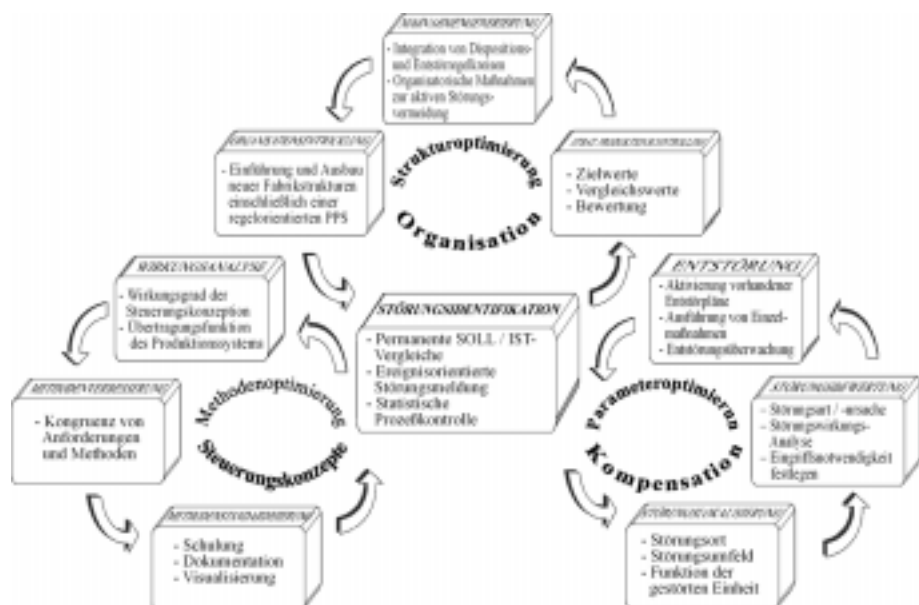 - Integration von Dispositions-
und Entstörregelkreisen
- Organisatorische Maßnahmen
zur aktiven Störungs-
vermeidung
- Einführung und Ausbau
neuer Fabrikstrukturen
einschließlich einer
regelorientierten PPS
Strukturoptimierung
Organisation
- Zielwerte
- Vergleichswerte
- Bewertung
WIRKUNGSANALYSE
- Wirkungsgrad der
Steuerungskonzeption
- Übertragungsfunktion
des Produktionssystems
STÖRUNGSIDENTIFIKATION
- Permanente SOLL / IST-
Vergleiche
- Ereignisorientierte
Störungsmeldung
- Statistische
Prozeßkontrolle
ENTSTÖRUNG
- Aktivierung vorhandener
Entstörpläne
- Ausführung von Einzel-
maßnahmen
- Entstörungsüberwachung
- Kongruenz von
Anforderungen
und Methoden
Methodenoptimierung
Steuerungskonzepte
Parameteroptimierun
Kompensation
STÖRUNGSBEWERTUNG
- Störungsart / -ursache
- Störungswirkungs-
Analyse
- Eingriffsnotwendigkeit
festlegen
- Schulung
- Dokumentation
- Visualisierung
- Störungsort
- Störungsumfeld
- Funktion der
gestörten Einheit